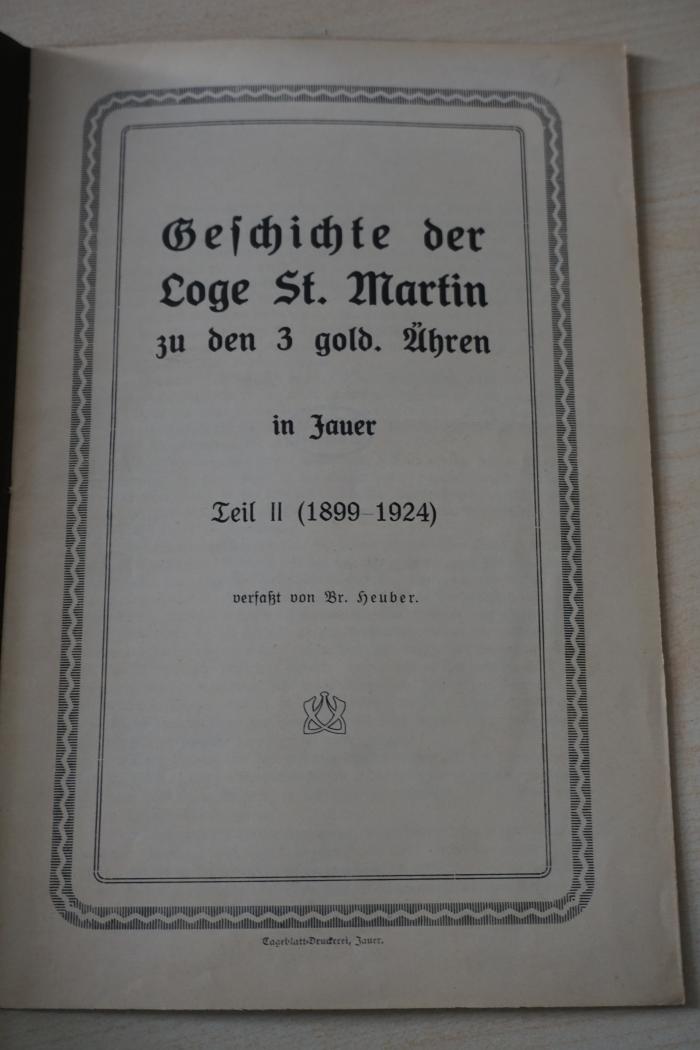 Geſchichte der
Loge St. Martin
zu den 3 gold. Ähren
in Jauer
Teil II (1899–1924)
verfaßt von Br. Heuber.
Tageblatt-Druckerei, Jauer.